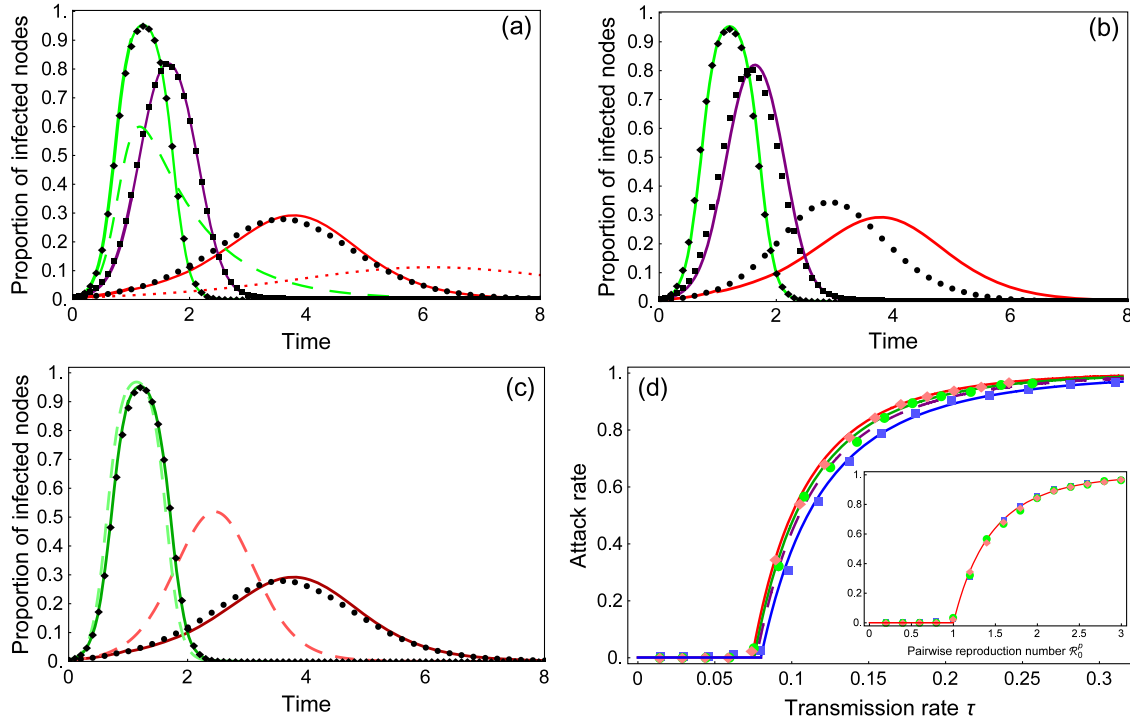 (a)
Proportion of infected nodes
1.
0.9
0.8
0.7
0.6
0.5
0.4
0.3
0.2
0.1
0.
0 2 4 6 8
Time
(b)
Proportion of infected nodes
1.
0.9
0.8
0.7
0.6
0.5
0.4
0.3
0.2
0.1
0.
0 2 4 6 8
Time
(c)
Proportion of infected nodes
1.
0.9
0.8
0.7
0.6
0.5
0.4
0.3
0.2
0.1
0.
0 2 4 6 8
Time
(d)
Attack rate
1.
0.8
0.6
0.4
0.2
0.
0 0.05 0.1 0.15 0.2 0.25 0.3
Transmission rate τ
1.
0.8
0.6
0.4
0.2
0.
0 1 2 3
Pairwise reproduction number ℛ₀ᵖ